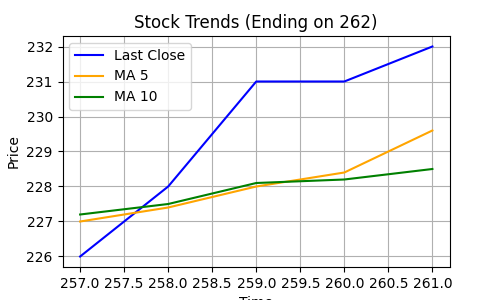 Stock Trends (Ending on 262)
Last Close
MA 5
MA 10
Price
232
231
230
229
228
227
226
257.0 257.5 258.0 258.5 259.0 259.5 260.0 260.5 261.0
Time